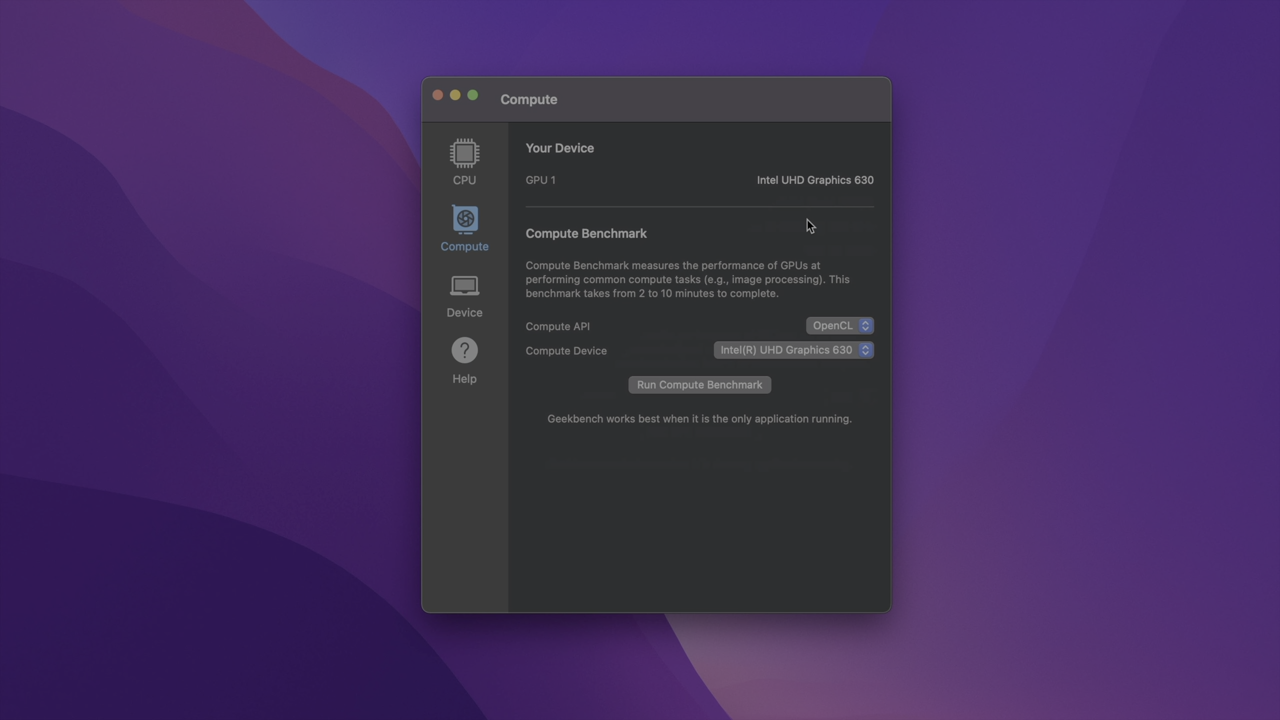 Compute
CPU
Compute
Device
?
Help
Your Device
GPU 1 Intel UHD Graphics 630
Compute Benchmark
Compute Benchmark measures the performance of GPUs at
performing common compute tasks (e.g., image processing). This
benchmark takes from 2 to 10 minutes to complete.
Compute API OpenCL
Compute Device Intel(R) UHD Graphics 630
Run Compute Benchmark
Geekbench works best when it is the only application running.